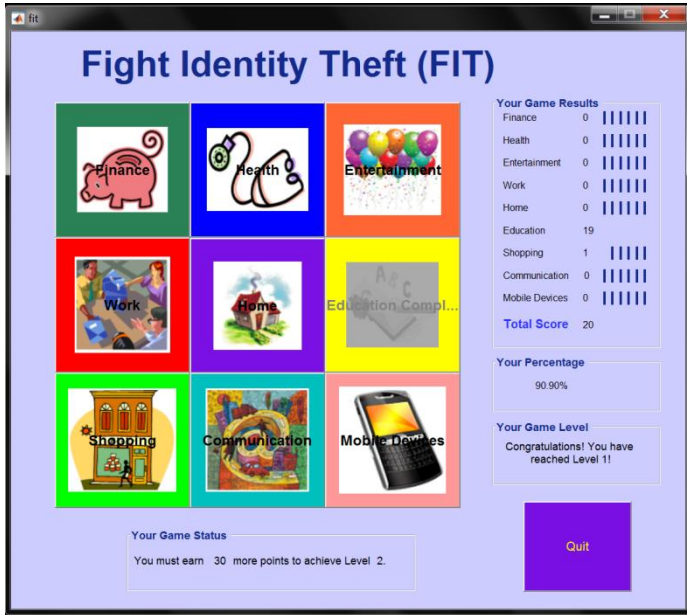 fit
Fight Identity Theft (FIT)
Finance
Health
Entertainment
Work
Home
Education Compl...
Shopping
Communication
Mobile Devices
Your Game Results
Finance 0
Health 0
Entertainment 0
Work 0
Home 0
Education 19
Shopping 1
Communication 0
Mobile Devices 0
Total Score 20
Your Percentage
90.90%
Your Game Level
Congratulations! You have
reached Level 1!
Your Game Status
You must earn 30 more points to achieve Level 2.
Quit